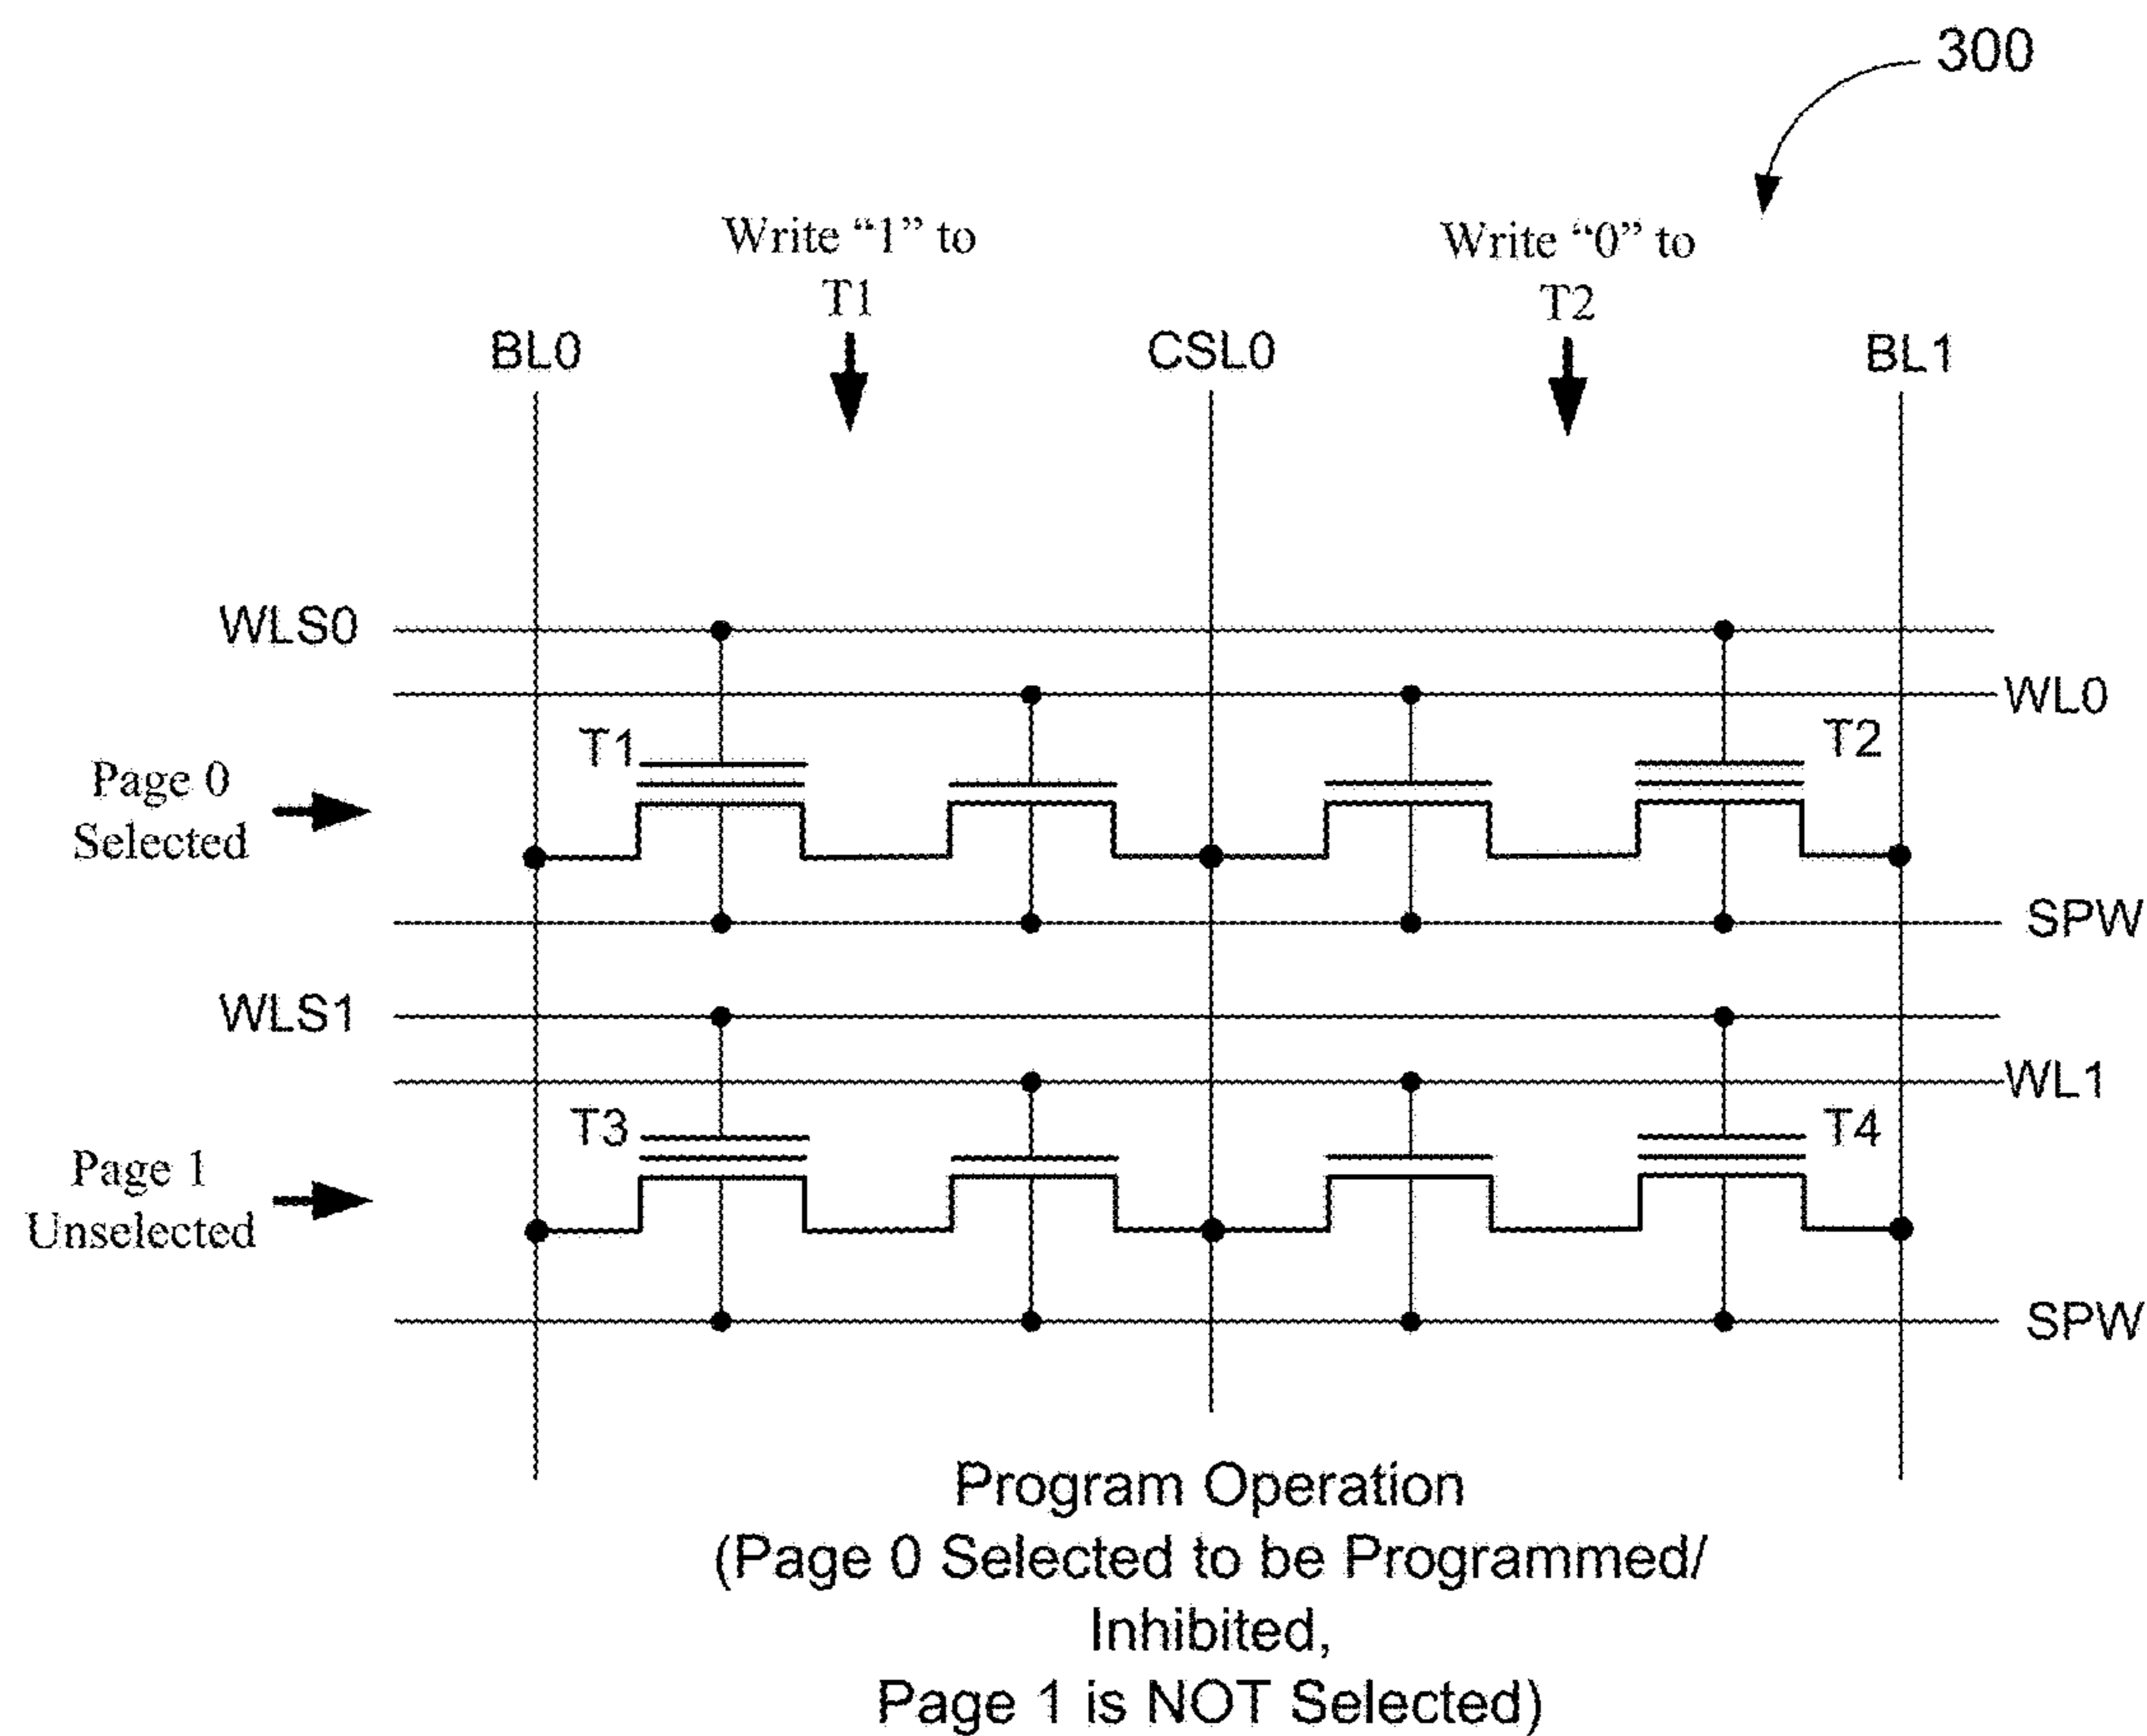 300
Write “1” to
T1
Write “0” to
T2
BL0
CSL0
BL1
WLS0
WL0
T1
T2
Page 0
Selected
SPW
WLS1
WL1
T3
T4
Page 1
Unselected
SPW
Program Operation
(Page 0 Selected to be Programmed/
Inhibited,
Page 1 is NOT Selected)